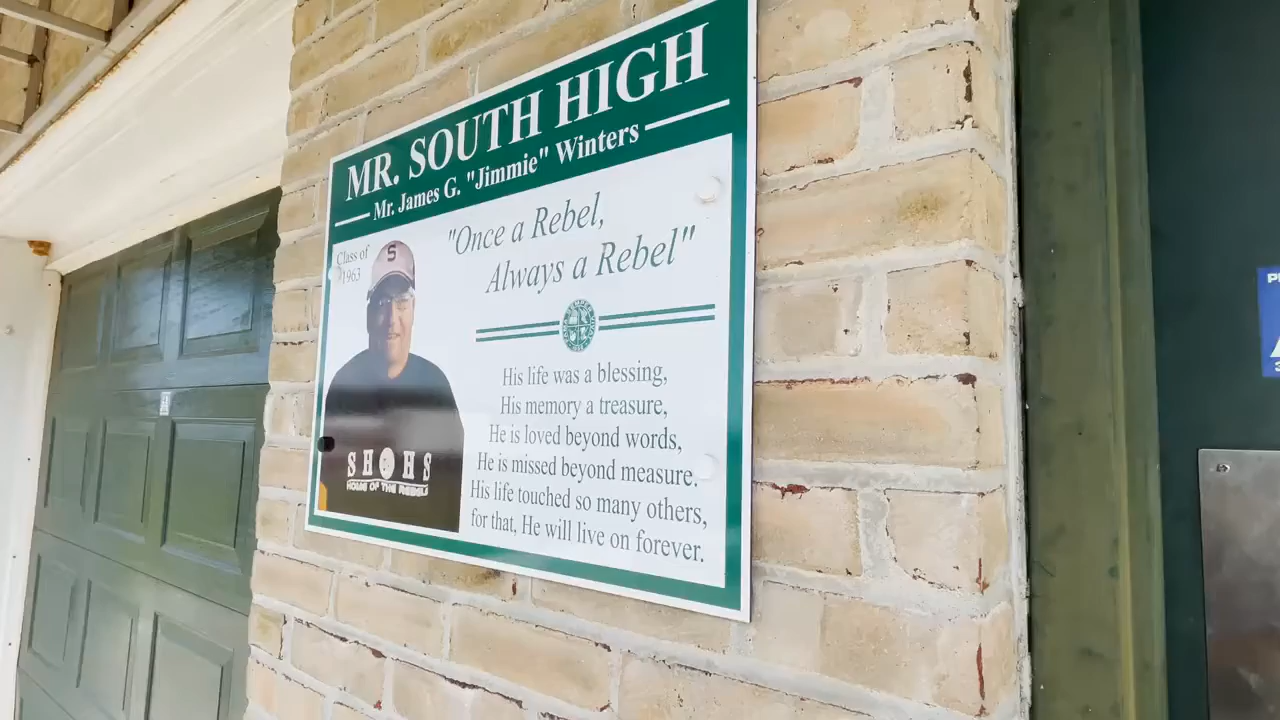 MR. SOUTH HIGH
Mr. James G. "Jimmie" Winters
Class of
1963
S
"Once a Rebel,
Always a Rebel"
His life was a blessing,
His memory a treasure,
He is loved beyond words,
He is missed beyond measure.
His life touched so many others,
for that, He will live on forever.
SHOHS
HOME OF THE REBELS